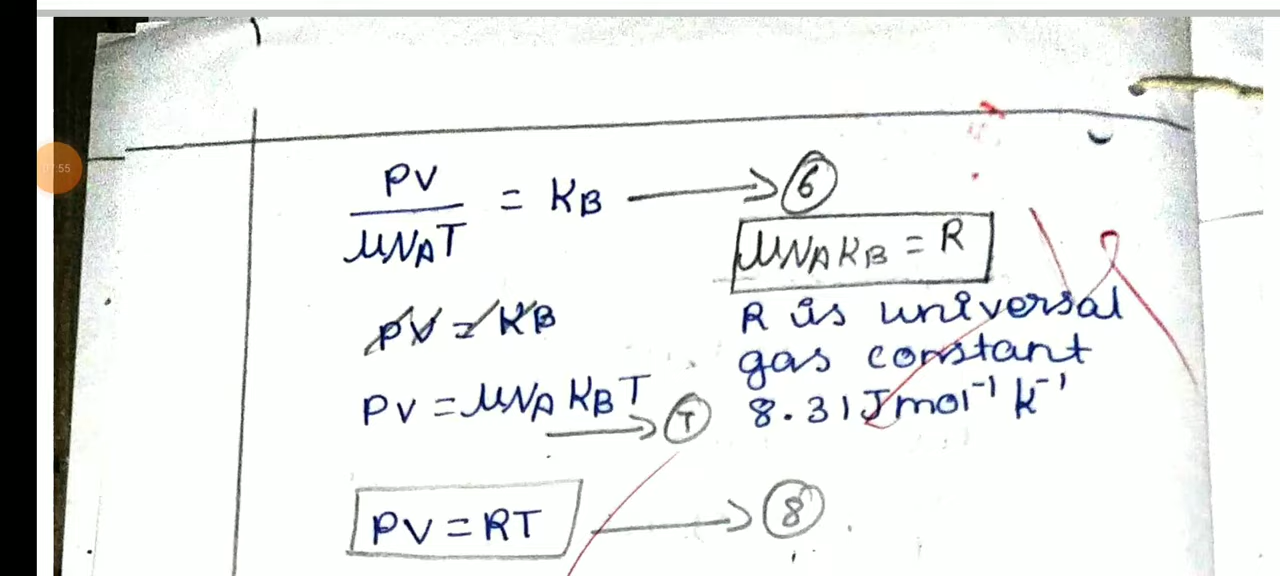 PV / μNAT = KB → 6
μNAKB = R
PV = KB
R is universal
gas constant
PV = μNA KBT → 7
8.31 J mol⁻¹ k⁻¹
PV = RT → 8